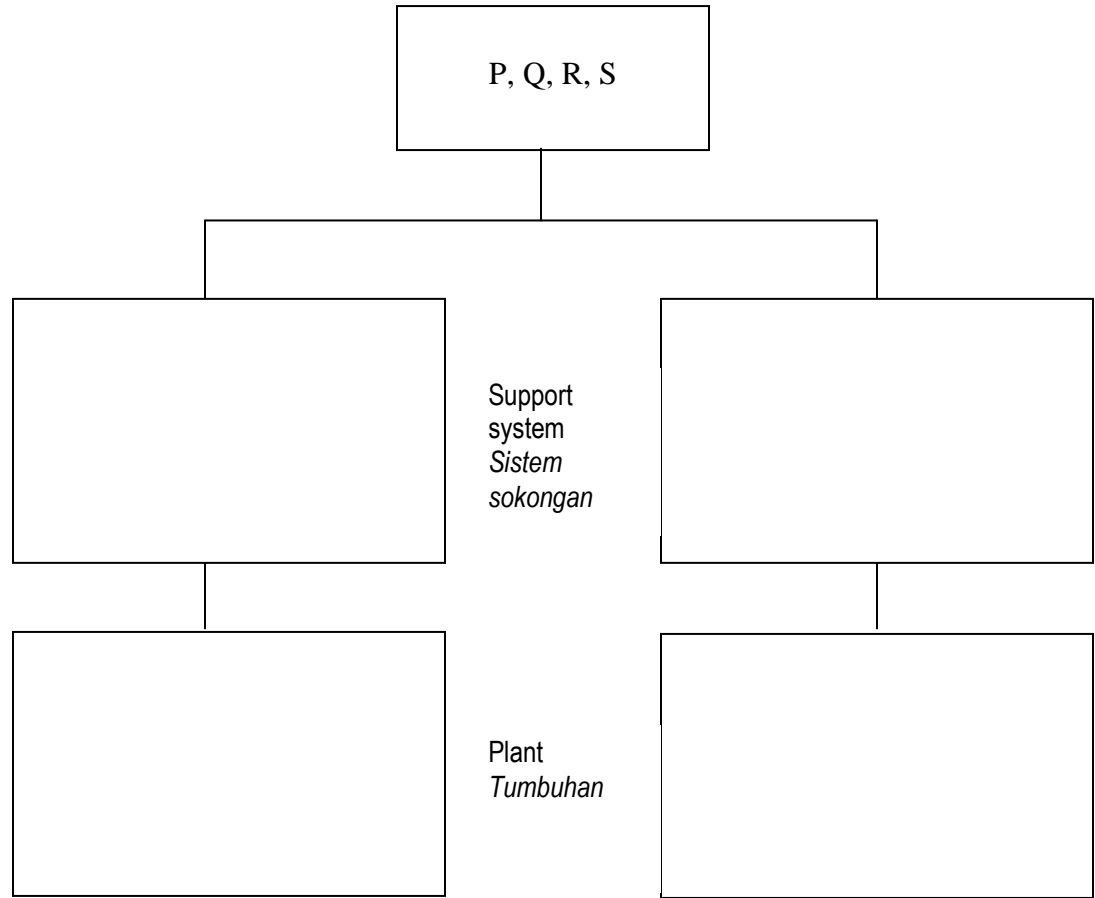 P, Q, R, S
Support
system
Sistem
sokongan
Plant
Tumbuhan